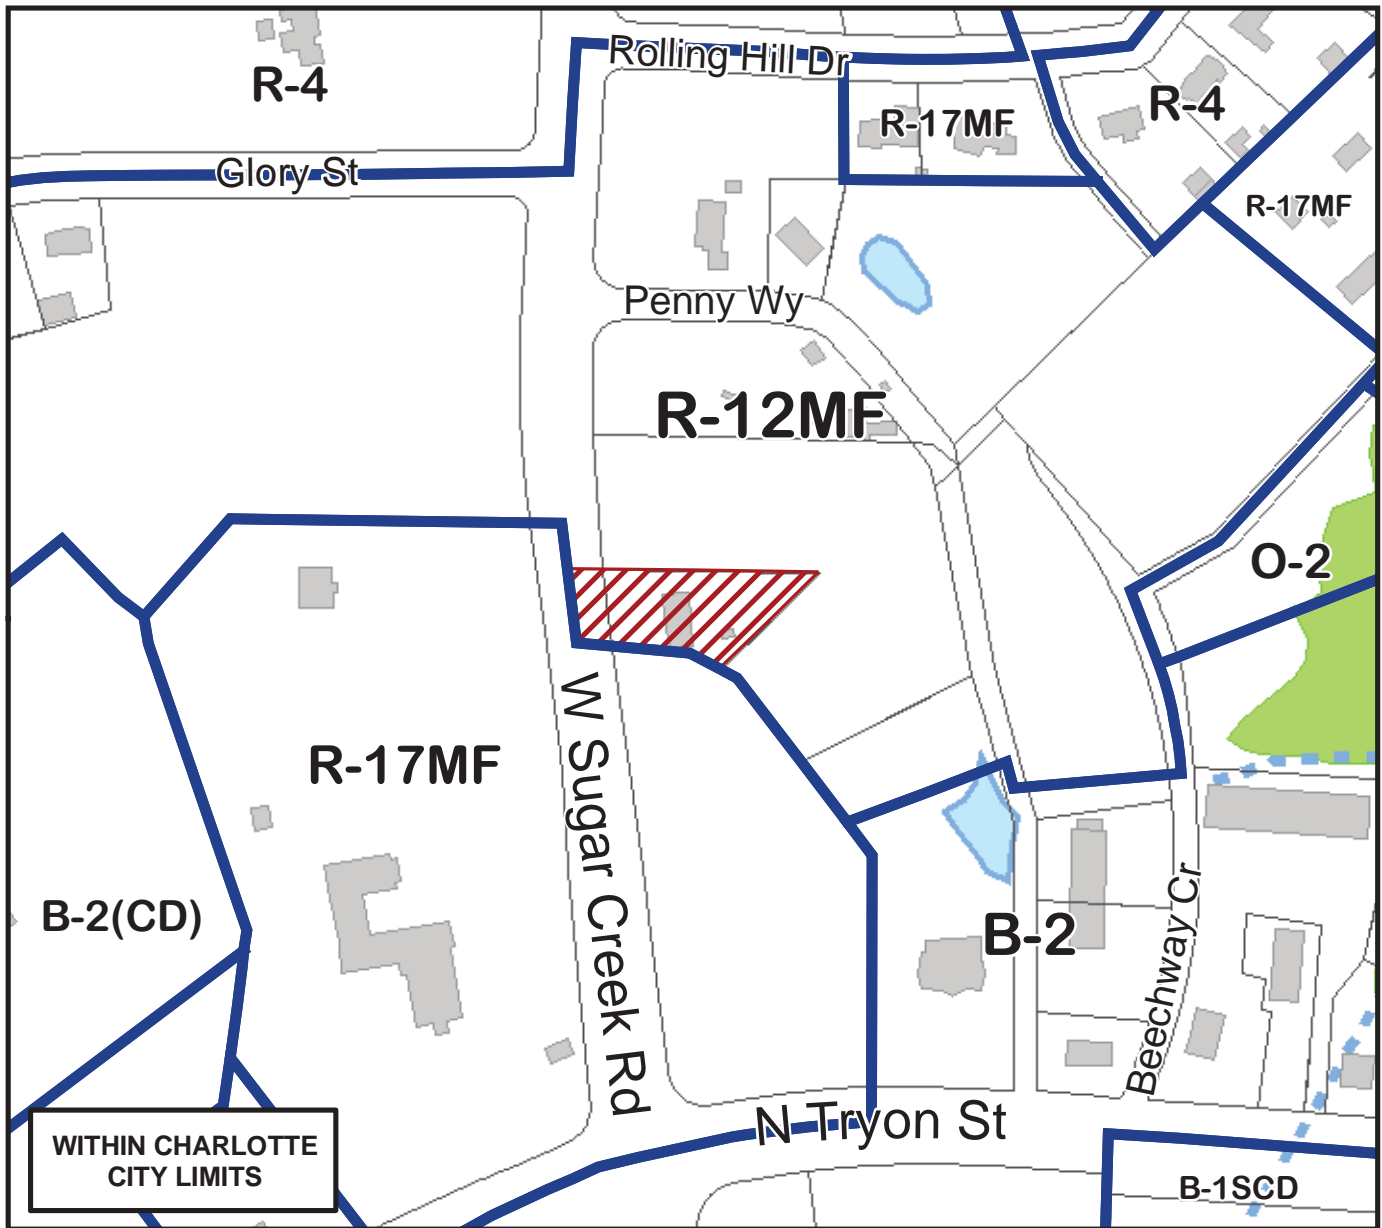 Rolling Hill Dr
R-4
R-4
R-17MF
Glory St
R-17MF
Penny Wy
R-12MF
O-2
W Sugar Creek Rd
R-17MF
B-2(CD)
B-2
Beechway Cr
N Tryon St
WITHIN CHARLOTTE
CITY LIMITS
B-1SCD